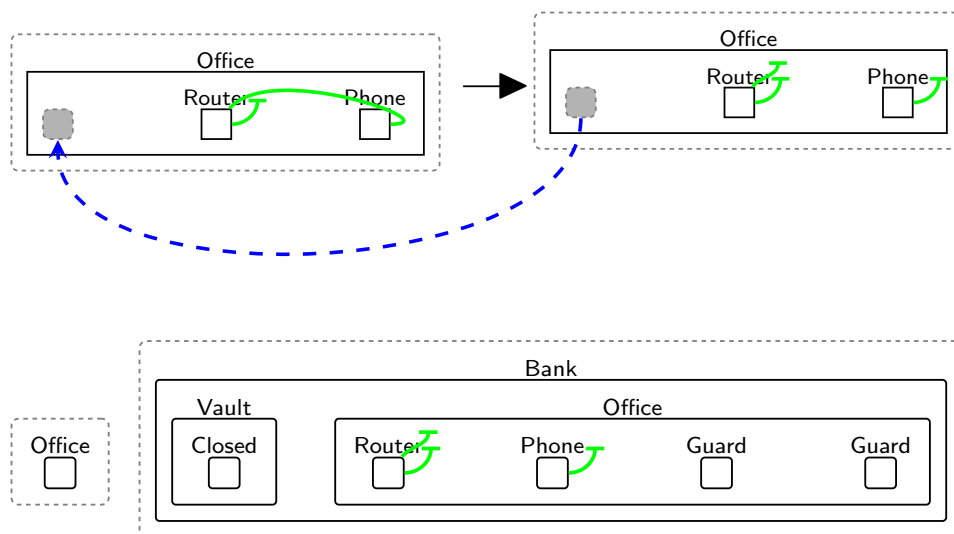 Office
Router Phone
Office
Router Phone
Bank
Vault Office
Office Closed Router Phone Guard Guard